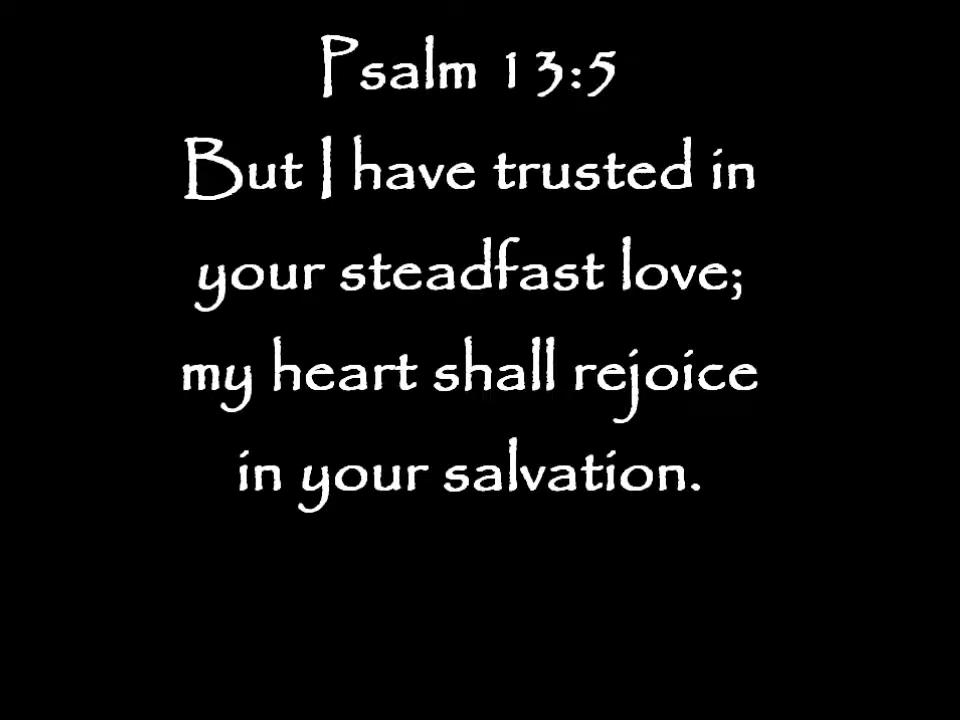 Psalm 13:5
But I have trusted in
your steadfast love;
my heart shall rejoice
in your salvation.